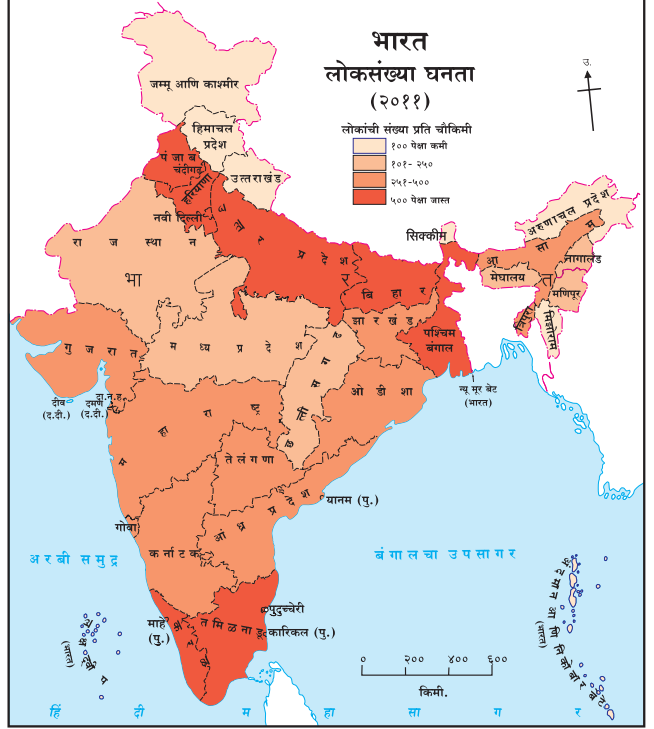 भारत
लोकसंख्या घनता
(२०११)
उ.
लोकांची संख्या प्रति चौकिमी
१०० पेक्षा कमी
१०१- २५०
२५१-५००
५०० पेक्षा जास्त
जम्मू आणि काश्मीर
हिमाचल
प्रदेश
पंजाब
चंदीगढ
उत्तराखंड
हरियाणा
नवी दिल्ली
उत्तर प्रदेश
राजस्थान
भारत
सिक्कीम
अरुणाचल प्रदेश
आसाम
नागालँड
मेघालय
मणिपूर
त्रिपुरा
मिझोराम
बिहार
झारखंड
पश्चिम
बंगाल
गुजरात
मध्य प्रदेश
छत्तीसगढ
ओडीशा
दीव
(द.दी.)
दा.न.ह.
दमण
(द.दी.)
न्यू मूर बेट
(भारत)
महाराष्ट्र
तेलंगणा
आंध्र प्रदेश
यानम (पु.)
गोवा
कर्नाटक
अरबी समुद्र
बंगालचा उपसागर
माहे
(पु.)
केरळ
तमिळनाडू
पुदुच्चेरी
कारिकल (पु.)
लक्षद्वीप
(भारत)
अंदमान आणि निकोबार बेटे
(भारत)
० २०० ४०० ६००
किमी.
हिंदी महासागर